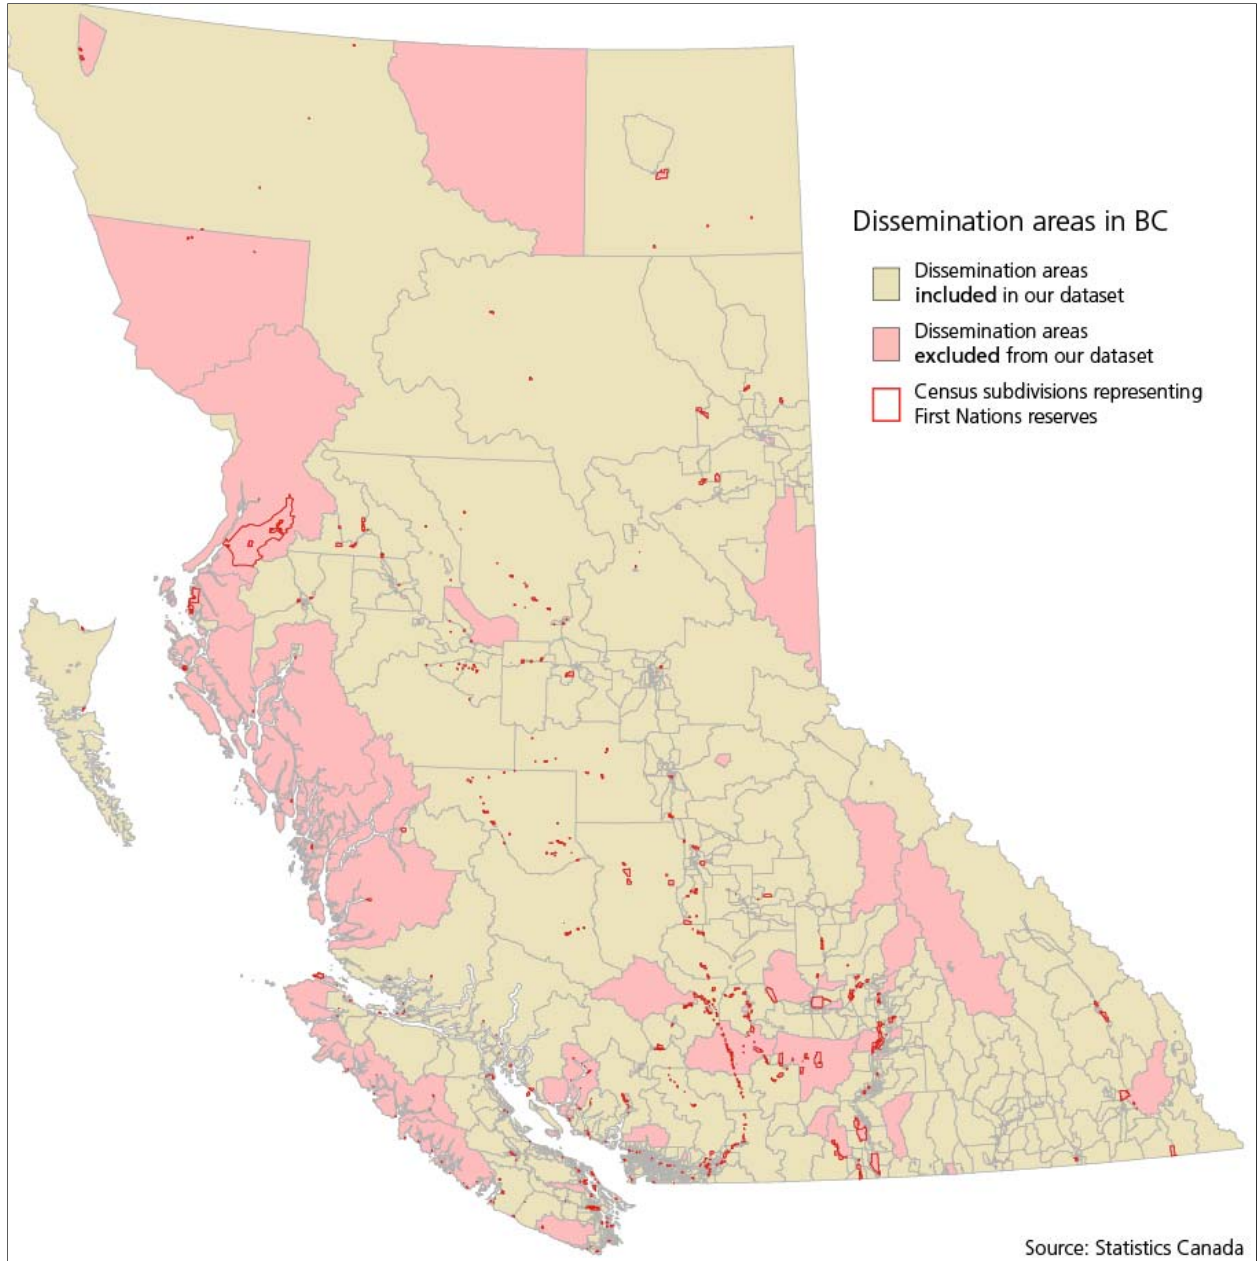 Dissemination areas in BC
Dissemination areas
included in our dataset
Dissemination areas
excluded from our dataset
Census subdivisions representing
First Nations reserves
Source: Statistics Canada